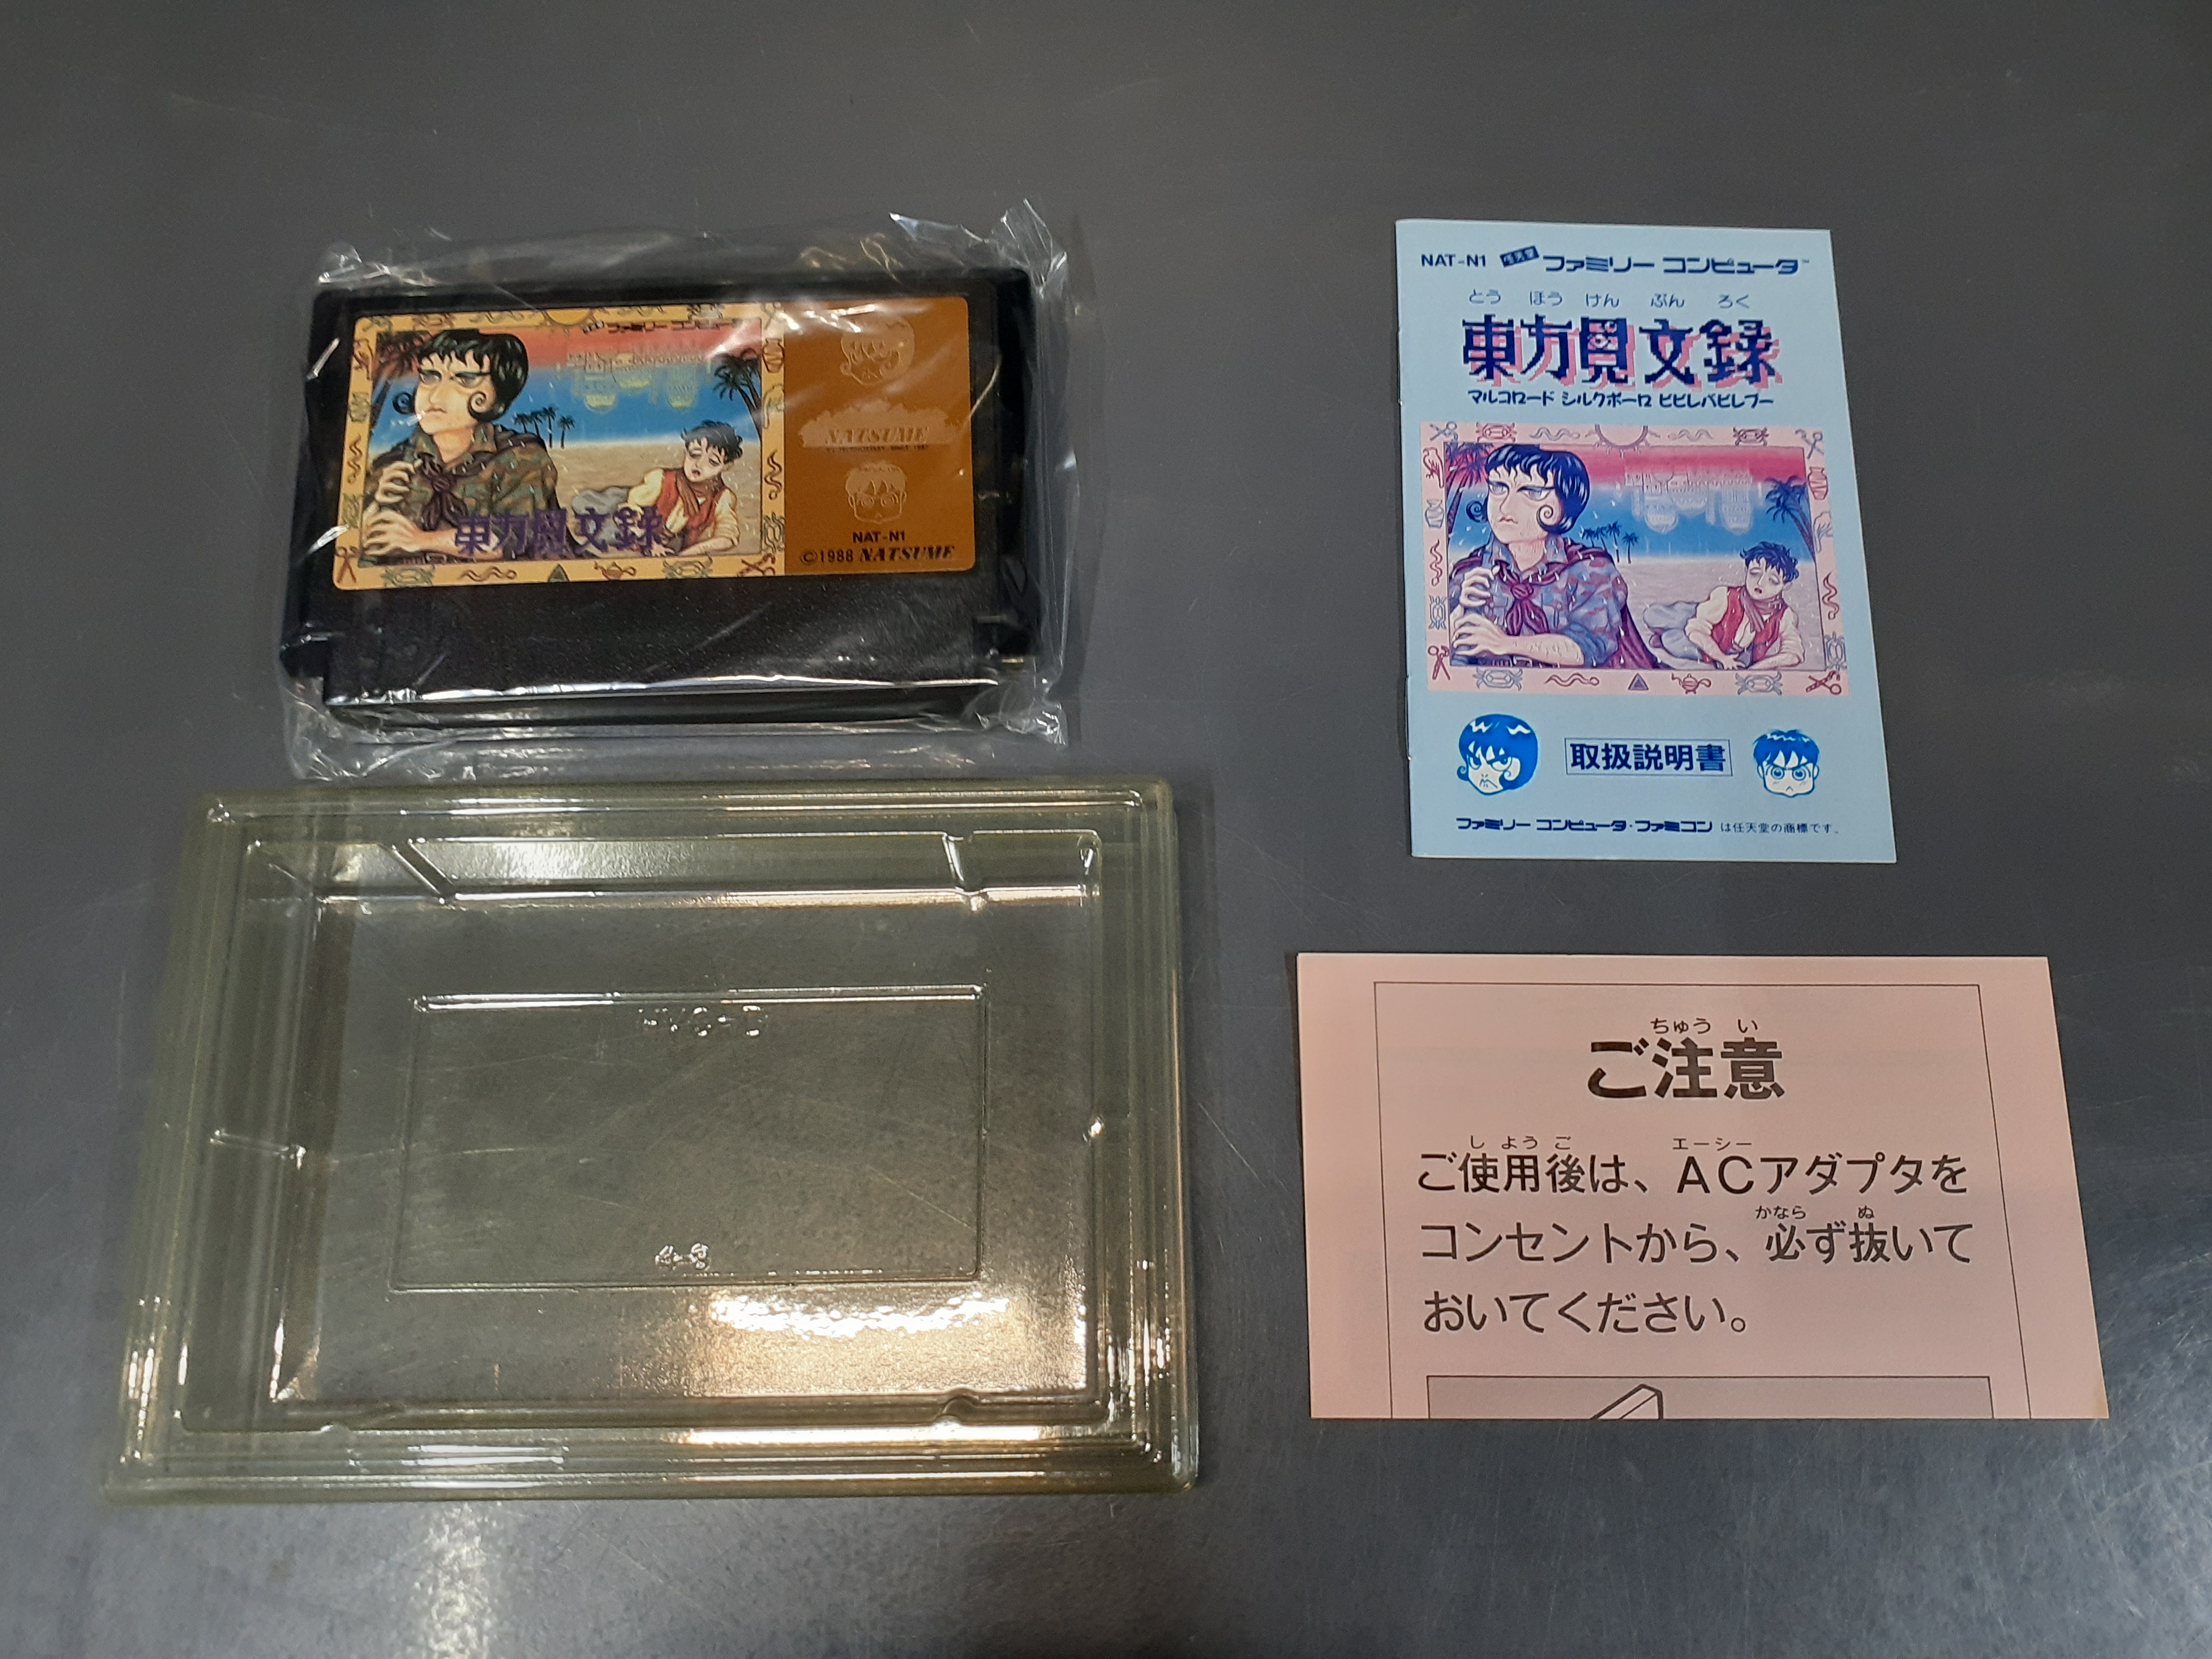 ファミリーコンピュータ
東方見文録
NATSUME
NAT-N1
©1988 NATSUME
NAT-N1 任天堂 ファミリー コンピュータ™
とう ほう けん ぶん ろく
東方見文録
マルコロード シルクボーロ ビビレバビレブー
取扱説明書
ファミリー コンピュータ・ファミコン は任天堂の商標です。
ちゅう い
ご注意
し よう ご エーシー
ご使用後は、ACアダプタを
かなら ぬ
コンセントから、必ず抜いて
おいてください。